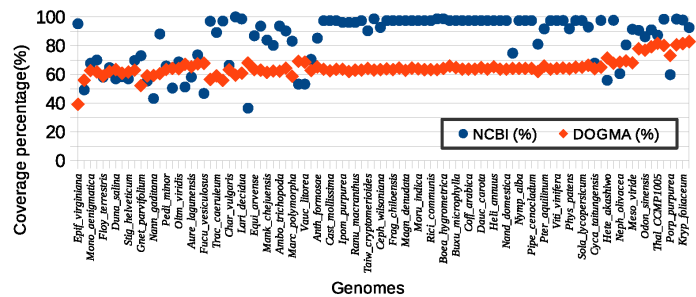 Coverage percentage(%)
100
80
60
40
20
0
NCBI (%)
DOGMA (%)
Epif_virginiana
Mono_aenigmatica
Floy_terrestris
Duna_salina
Stig_helveticum
Gnet_parvifolium
Nann_gaditana
Pedi_minor
Olm_viridis
Aure_lagunensis
Fucu_vesiculosus
Trac_caeruleum
Char_vulgaris
Lari_decidua
Equi_arvense
Mank_chejuensis
Ambo_trichopoda
Marc_polymorpha
Vauc_litorea
Anth_formosae
Cast_mollissima
Ipom_purpurea
Ranu_macranthus
Taiw_cryptomerioides
Ceph_wilsoniana
Frag_chiloensis
Magn_denudata
Moru_indica
Rici_communis
Boea_hygrometrica
Buxu_microphylla
Coff_arabica
Dauc_carota
Heli_annuus
Nand_domestica
Nymp_alba
Pipe_cenocladum
Pter_aquilinum
Viti_vinifera
Phys_patens
Sola_lycopersicum
Cyca_taitungensis
Hete_akashiwo
Neph_olivacea
Meso_viride
Odon_sinensis
Thal_CCMP1005
Porp_purpurea
Kryp_foliaceum
Genomes